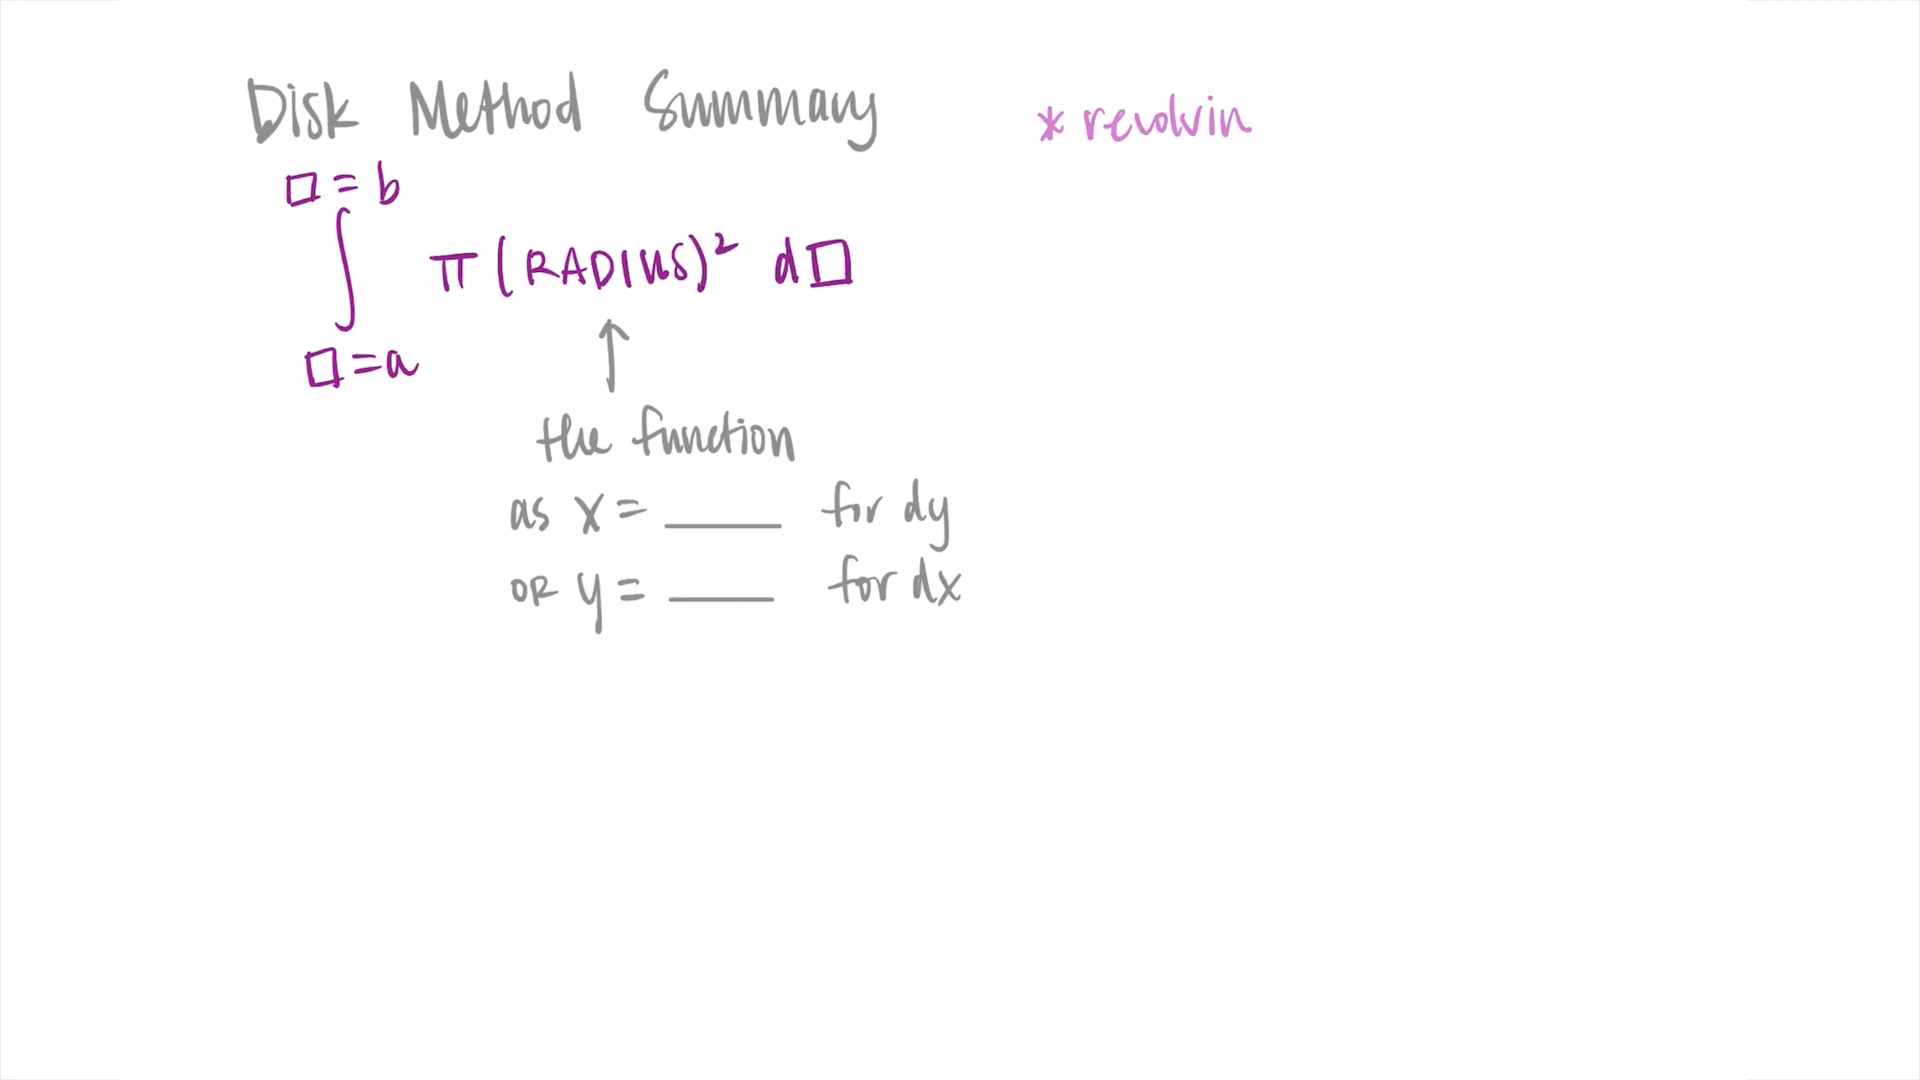 Disk Method Summary
* revolvin
□ = b
∫ π (RADIUS)² d□
□ = a
↑
the function
as x = ____ for dy
OR y = ____ for dx